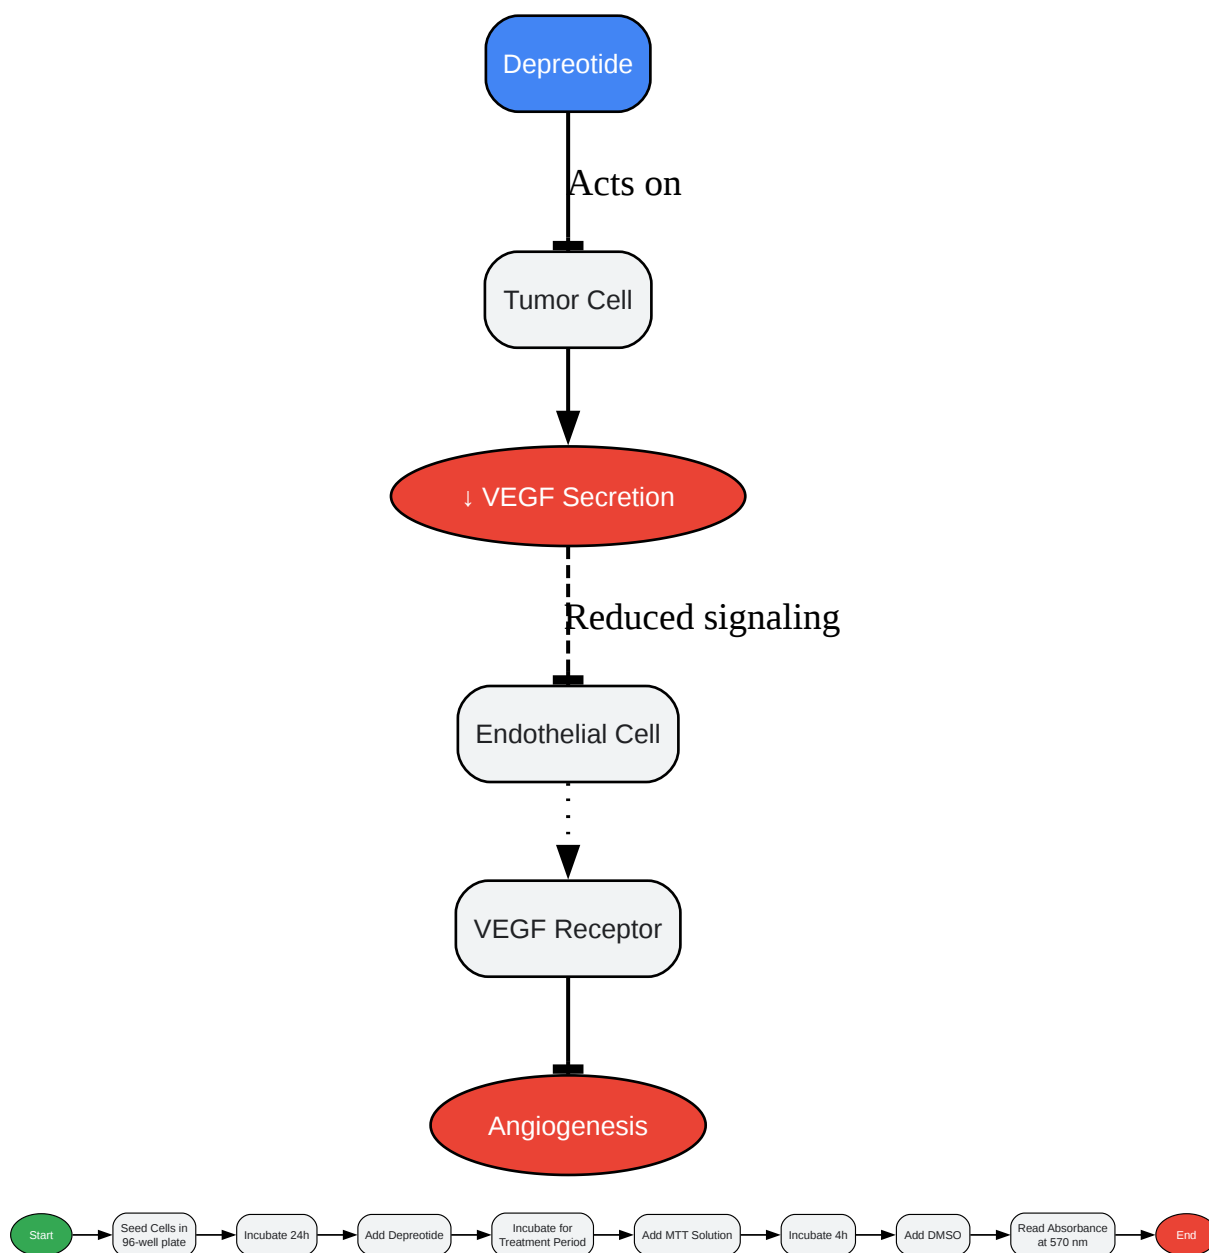 Depreotide
Acts on
Tumor Cell
↓ VEGF Secretion
Reduced signaling
Endothelial Cell
VEGF Receptor
Angiogenesis
Start
Seed Cells in
96-well plate
Incubate 24h
Add Depreotide
Incubate for
Treatment Period
Add MTT Solution
Incubate 4h
Add DMSO
Read Absorbance
at 570 nm
End